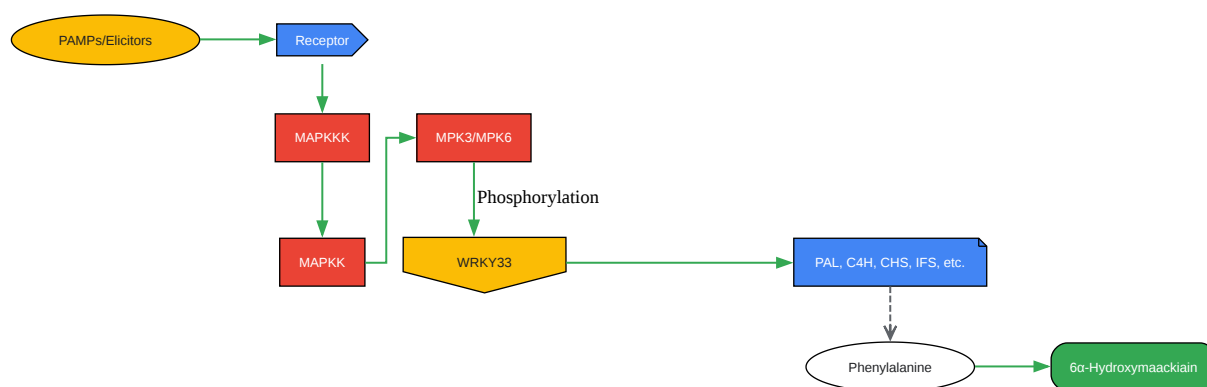 PAMPs/Elicitors
Receptor
MAPKKK
MPK3/MPK6
Phosphorylation
MAPKK
WRKY33
PAL, C4H, CHS, IFS, etc.
Phenylalanine
6α-Hydroxymaackiain